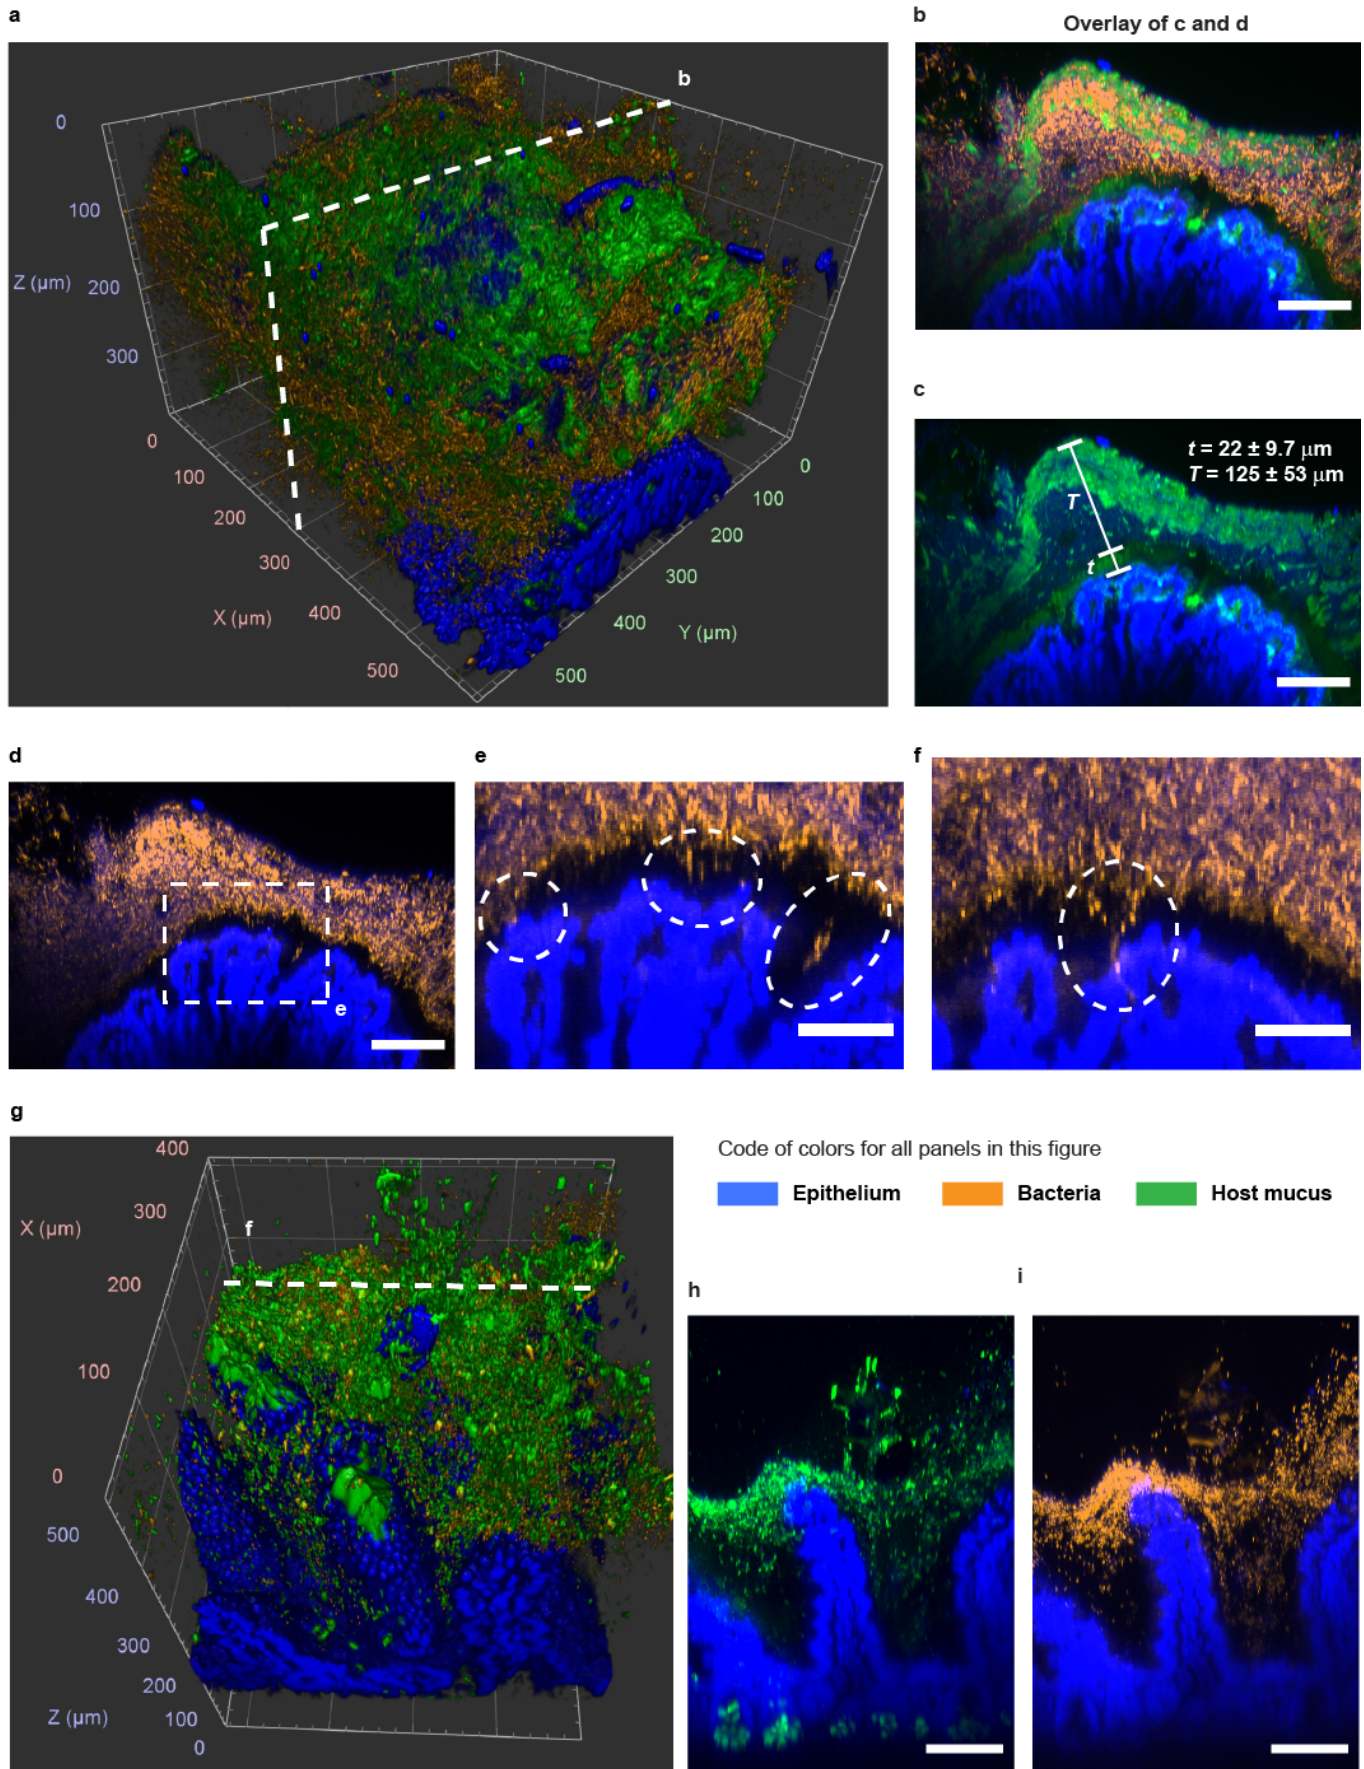 a
b
Overlay of c and d
b
0
100
Z (µm) 200
300
0
100
200
300
X (µm)
400
500
0
100
200
300
400
Y (µm)
500
c
t = 22 ± 9.7 µm
T = 125 ± 53 µm
T
t
d
e
f
e
g
400
X (µm)
300
f
200
100
0
500
400
300
200
Z (µm)
100
0
Code of colors for all panels in this figure
Epithelium
Bacteria
Host mucus
h
i